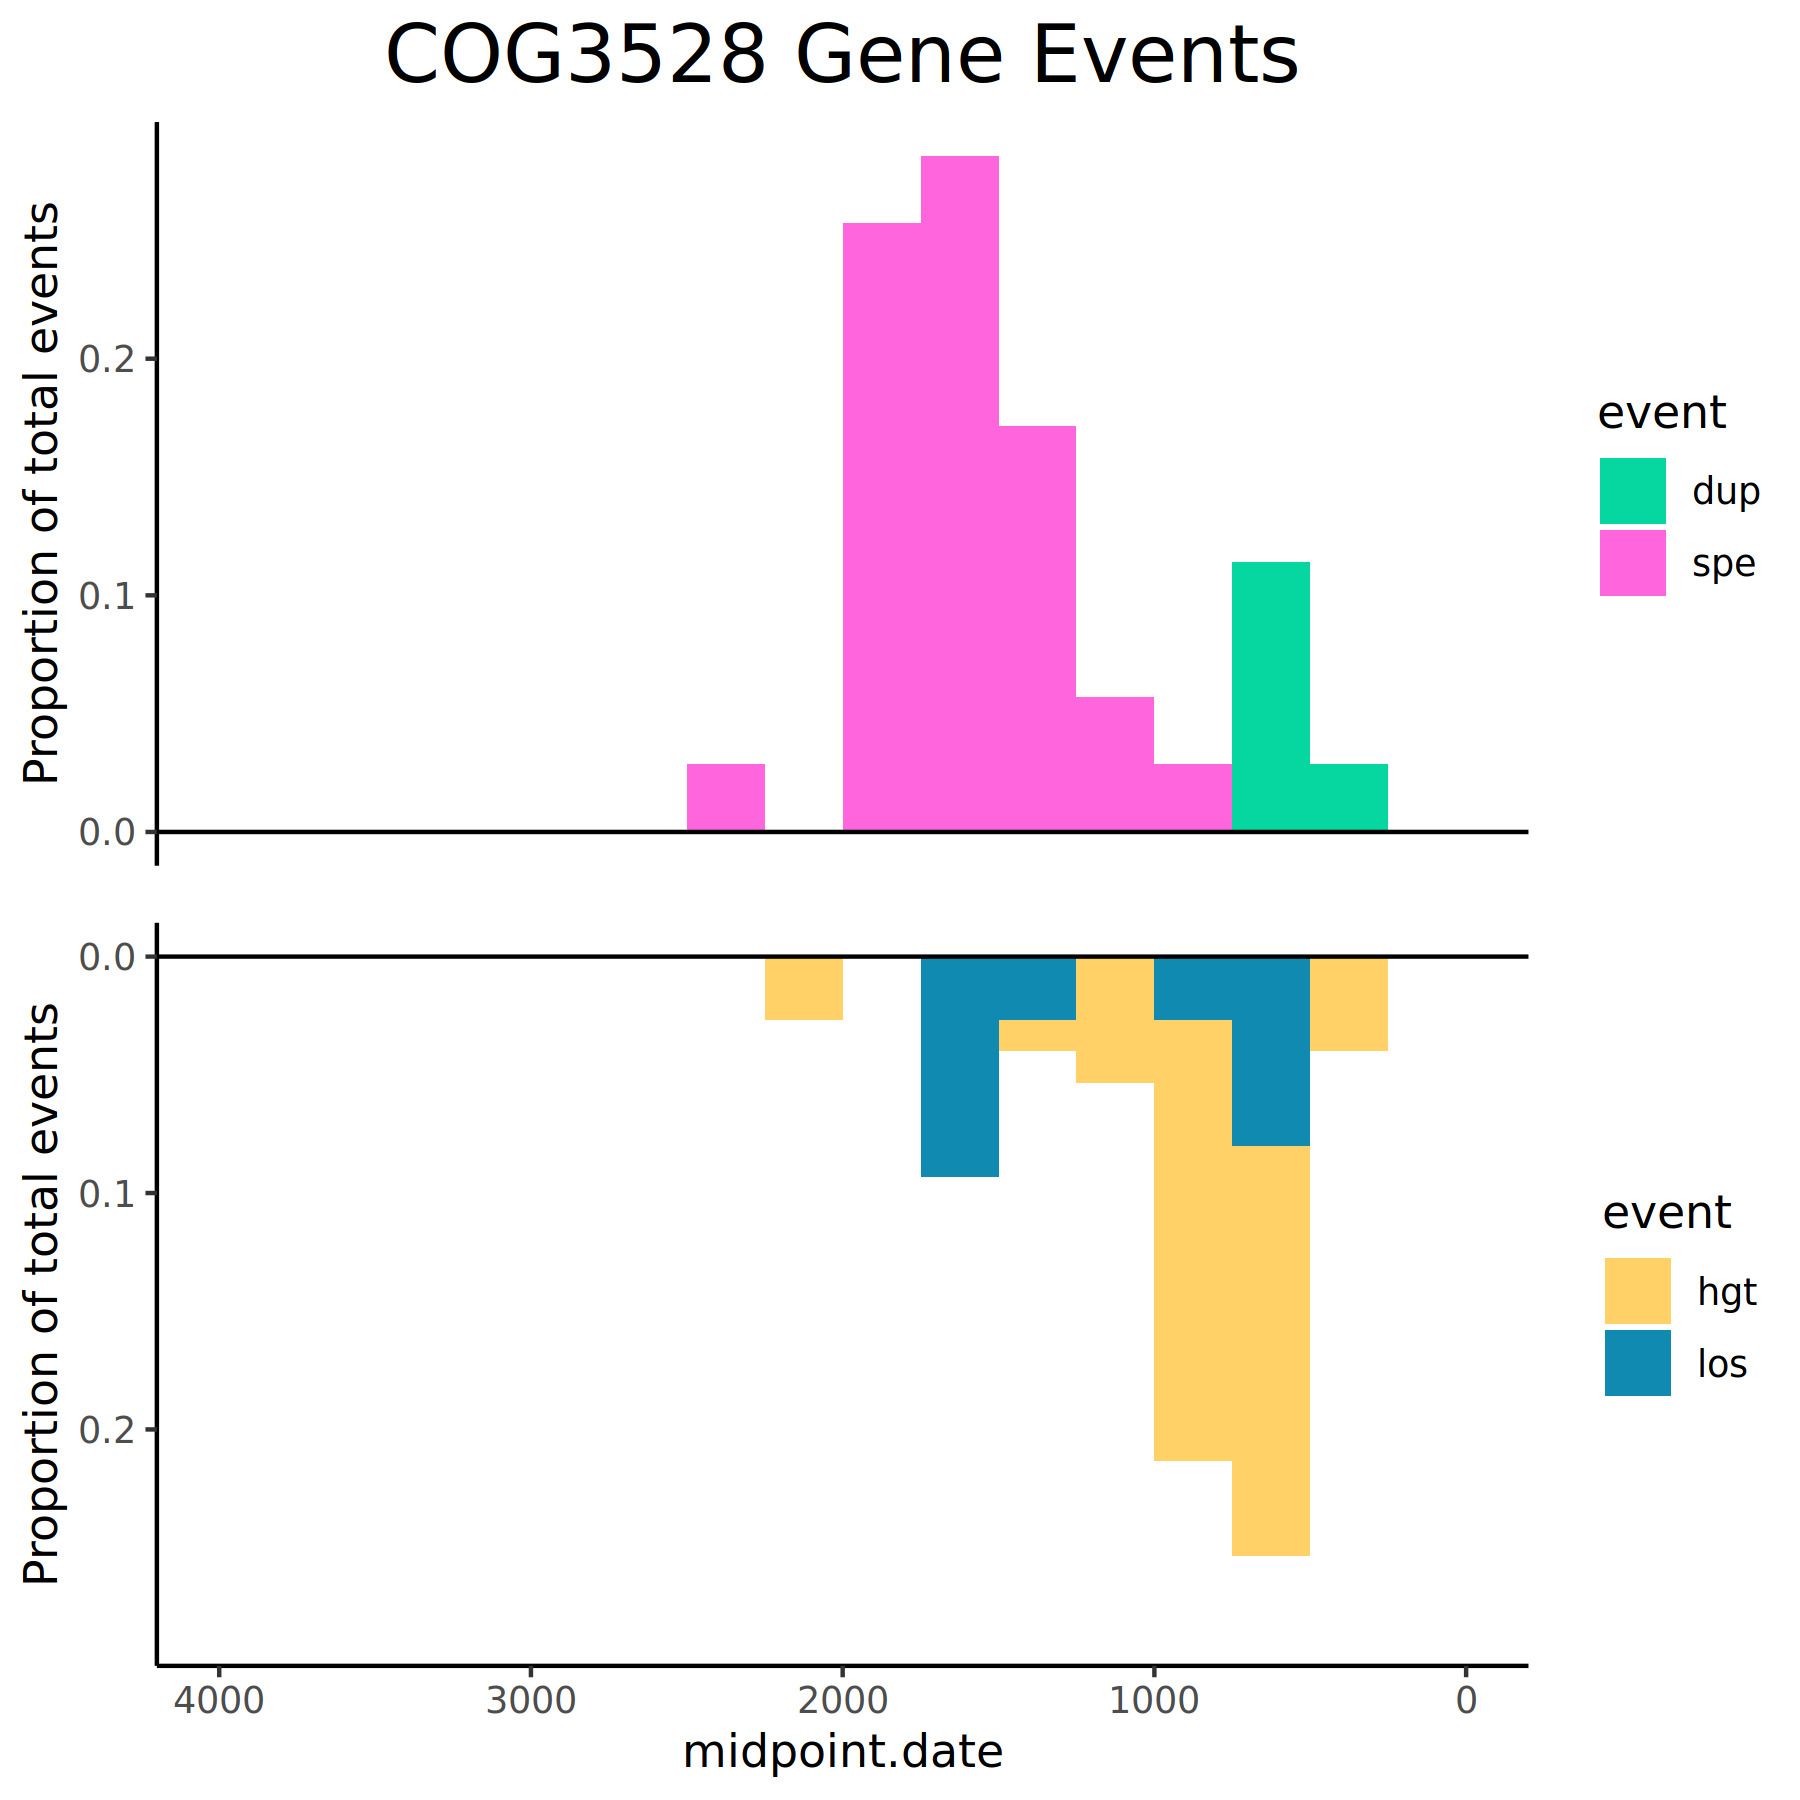 COG3528 Gene Events
Proportion of total events
0.2
0.1
0.0
event
dup
spe
Proportion of total events
0.0
0.1
0.2
event
hgt
los
4000 3000 2000 1000 0
midpoint.date